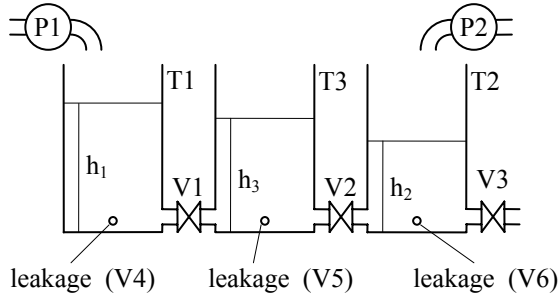 P1 P2
T1 T3 T2
h1 h3 h2
V1 V2 V3
leakage (V4) leakage (V5) leakage (V6)